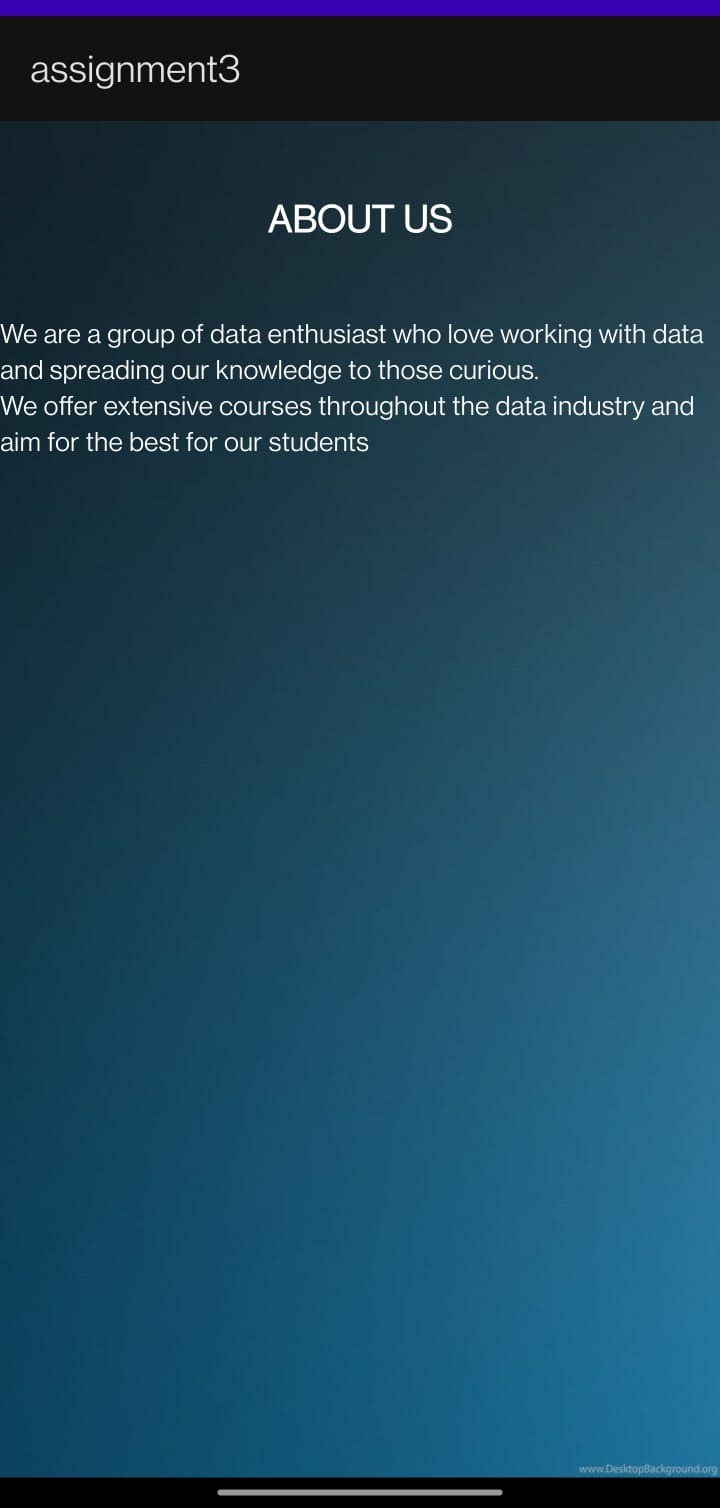 assignment3
ABOUT US
We are a group of data enthusiast who love working with data
and spreading our knowledge to those curious.
We offer extensive courses throughout the data industry and
aim for the best for our students
www.DesktopBackground.org